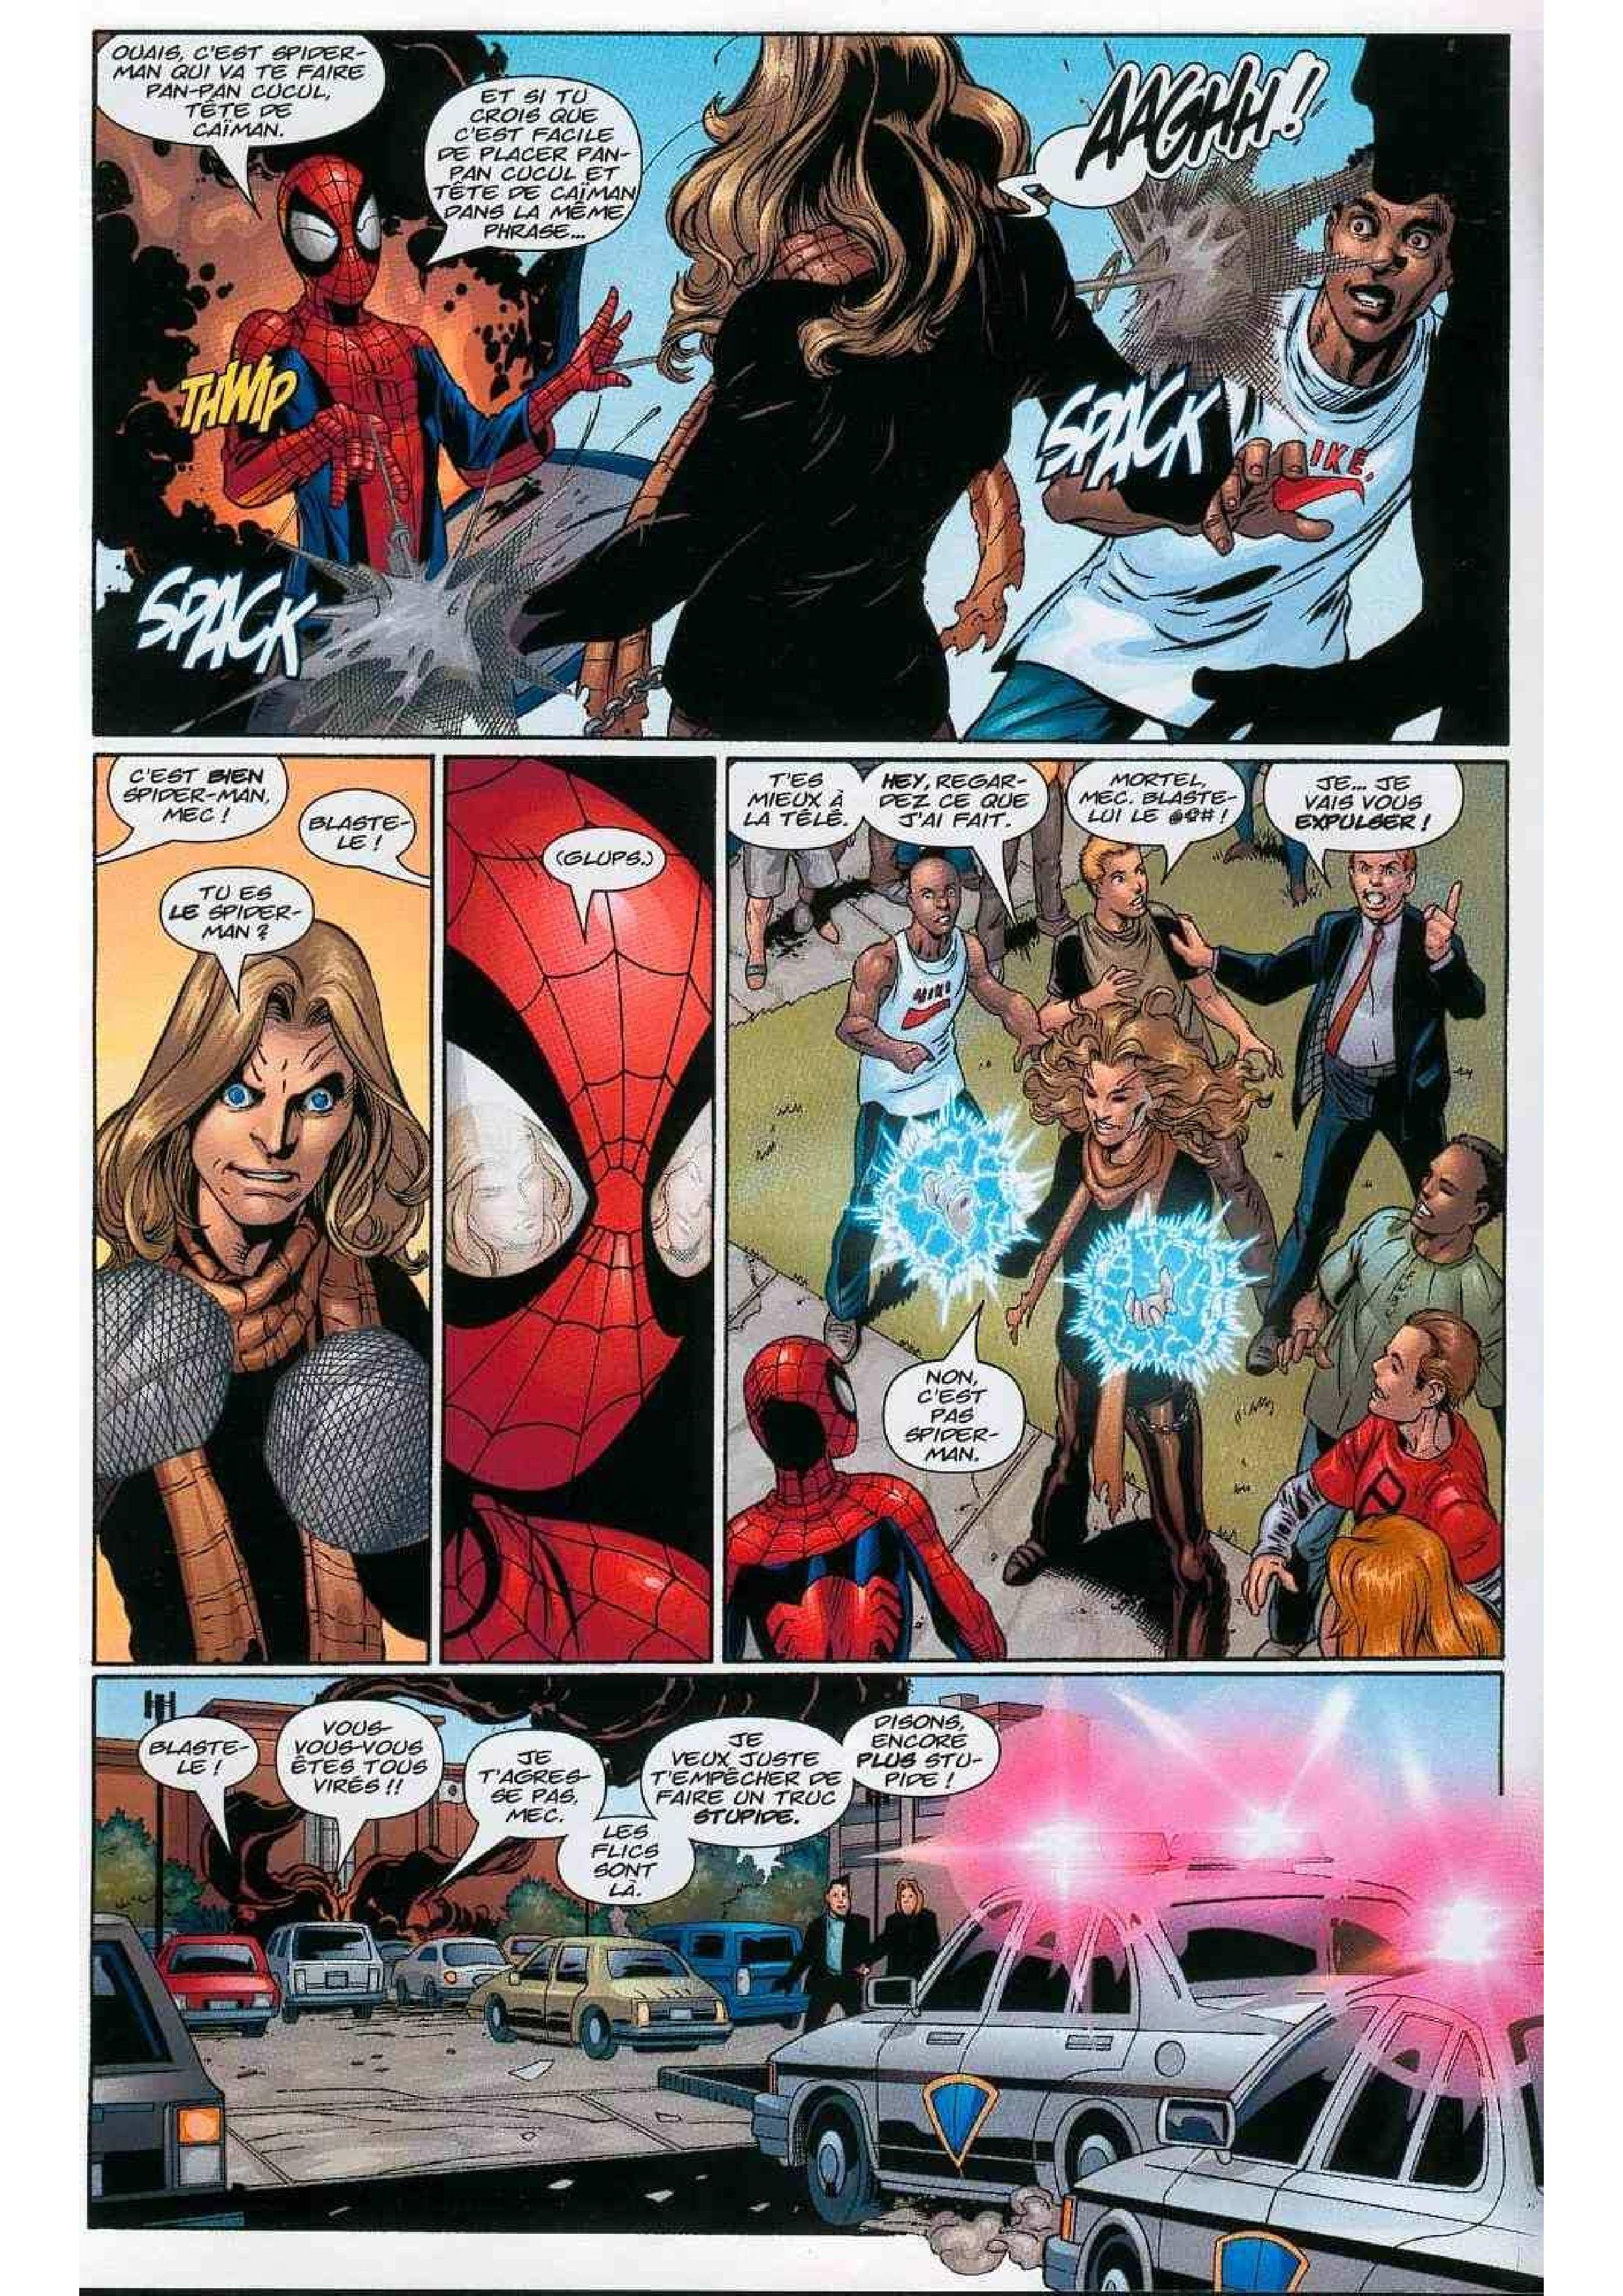 OUAIS, C'EST SPIDER-
MAN QUI VA TE FAIRE
PAN-PAN CUCUL,
TÊTE DE
CAÏMAN.
ET SI TU
CROIS QUE
C'EST FACILE
DE PLACER PAN-
PAN CUCUL ET
TÊTE DE CAÏMAN
DANS LA MÊME
PHRASE...
AAGHH!
THWIP
SPACK
SPACK
IKE,
C'EST BIEN
SPIDER-MAN,
MEC !
BLASTE-
LE !
TU ES
LE SPIDER-
MAN ?
(GLUPS.)
T'ES
MIEUX À
LA TÉLÉ.
HEY, REGAR-
DEZ CE QUE
J'AI FAIT.
MORTEL,
MEC. BLASTE-
LUI LE @$?#!
JE... JE
VAIS VOUS
EXPULSER !
NIKE
NON,
C'EST
PAS
SPIDER-
MAN.
BLASTE-
LE !
VOUS-
VOUS-VOUS
ÊTES TOUS
VIRÉS !!
JE
T'AGRES-
SE PAS,
MEC.
LES
FLICS
SONT
LÀ.
JE
VEUX JUSTE
T'EMPÊCHER DE
FAIRE UN TRUC
STUPIDE.
DISONS,
ENCORE
PLUS STU-
PIDE !